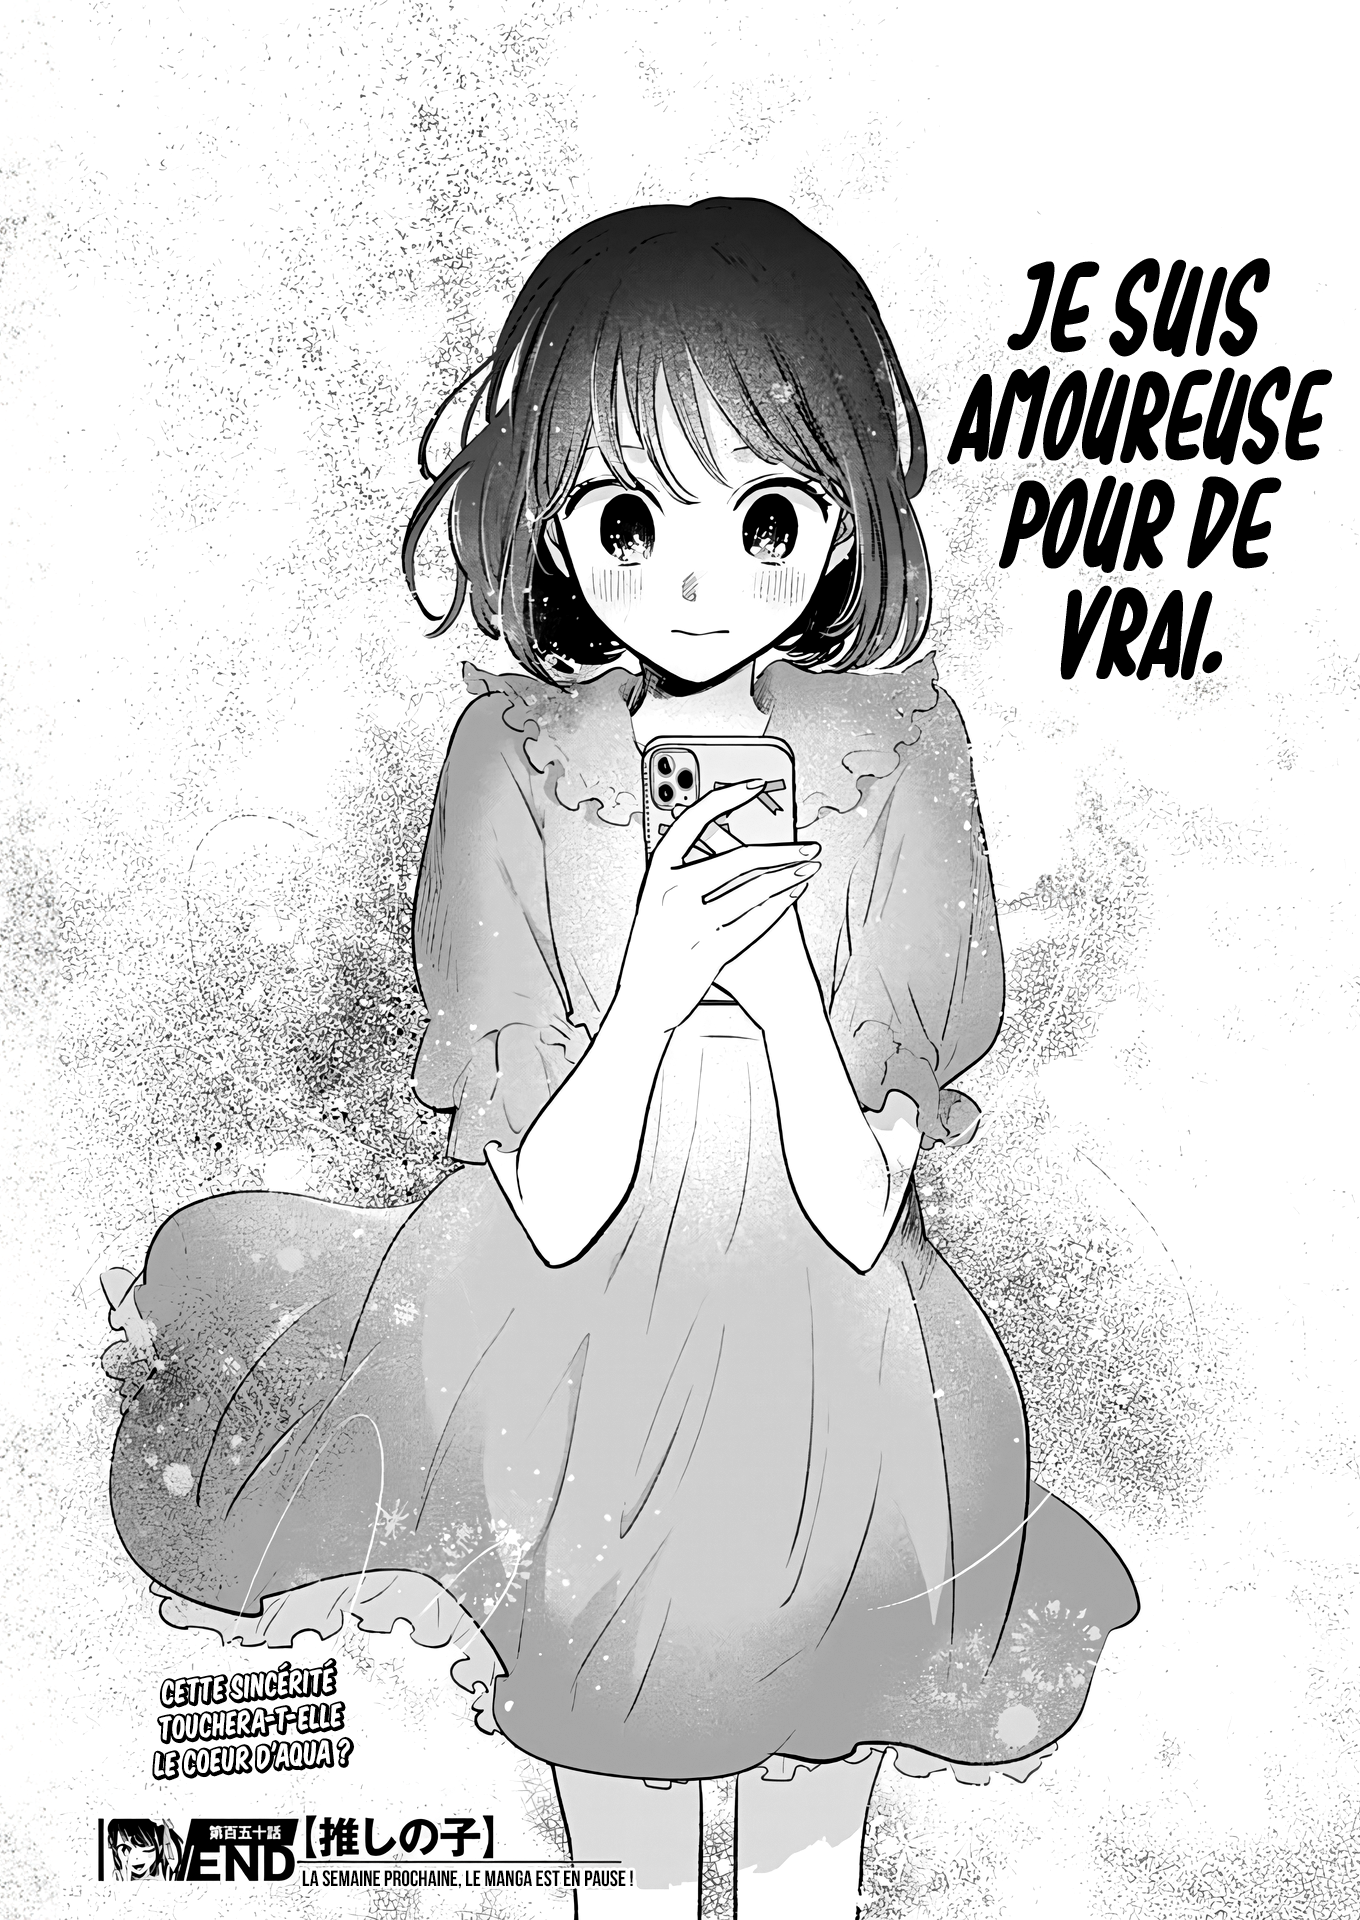 JE SUIS
AMOUREUSE
POUR DE
VRAI.
CETTE SINCÉRITÉ
TOUCHERA-T-ELLE
LE COEUR D'AQUA ?
第百五十話
END
【推しの子】
LA SEMAINE PROCHAINE, LE MANGA EST EN PAUSE !